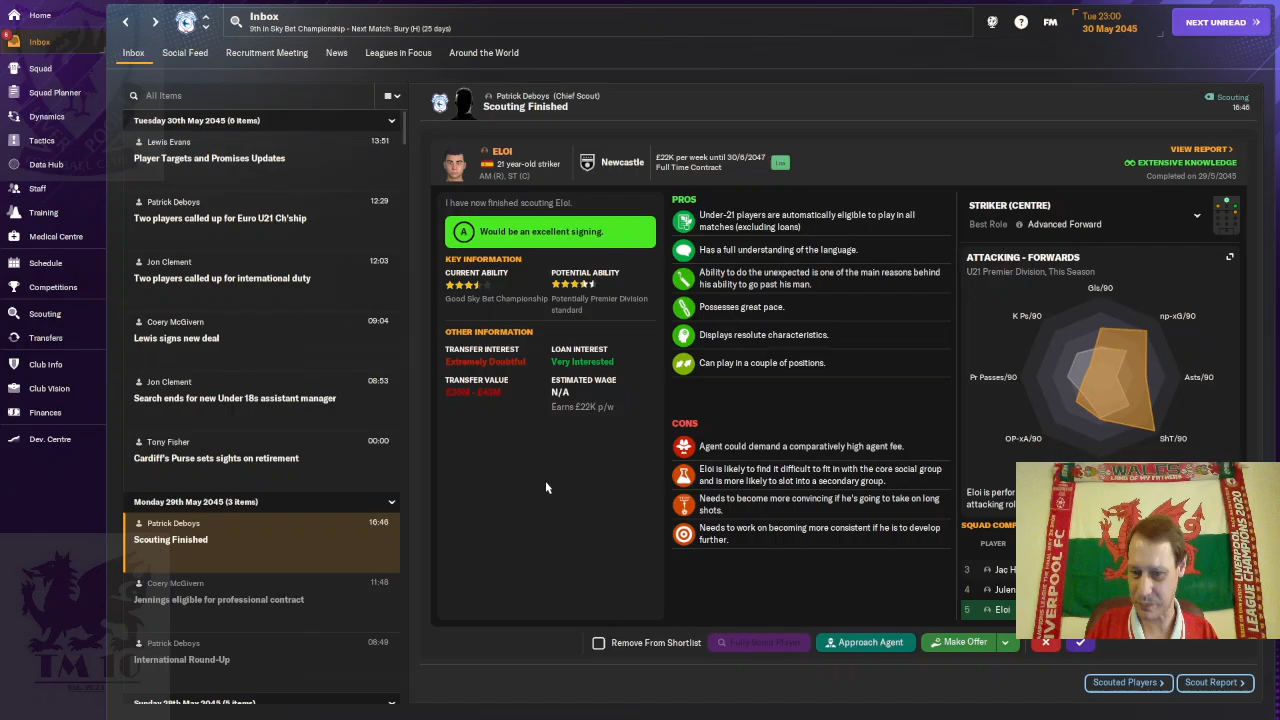 Home
Inbox
9th in Sky Bet Championship - Next Match: Bury (H) (25 days)
FM
Tue 23:00
30 May 2045
NEXT UNREAD
6
Inbox
Inbox
Social Feed
Recruitment Meeting
News
Leagues in Focus
Around the World
Squad
Squad Planner
Dynamics
Tactics
Data Hub
Staff
Training
Medical Centre
Schedule
Competitions
Scouting
Transfers
Club Info
Club Vision
Finances
Dev. Centre
All Items
Tuesday 30th May 2045 (6 items)
Lewis Evans 13:51
Player Targets and Promises Updates
Patrick Deboys 12:29
Two players called up for Euro U21 Ch'ship
Jon Clement 12:03
Two players called up for international duty
Coery McGivern 09:04
Lewis signs new deal
Jon Clement 08:53
Search ends for new Under 18s assistant manager
Tony Fisher 00:00
Cardiff's Purse sets sights on retirement
Monday 29th May 2045 (3 items)
Patrick Deboys 16:46
Scouting Finished
Coery McGivern 11:48
Jennings eligible for professional contract
Patrick Deboys 08:49
International Round-Up
TM 10
Patrick Deboys (Chief Scout)
Scouting Finished
Scouting
16:46
ELOI
21 year-old striker
AM (R), ST (C)
Newcastle
£22K per week until 30/6/2047
Full Time Contract
Loa
VIEW REPORT
EXTENSIVE KNOWLEDGE
Completed on 29/5/2045
I have now finished scouting Eloi.
A Would be an excellent signing.
KEY INFORMATION
CURRENT ABILITY
POTENTIAL ABILITY
Good Sky Bet Championship
Potentially Premier Division standard
OTHER INFORMATION
TRANSFER INTEREST
LOAN INTEREST
Extremely Doubtful
Very Interested
TRANSFER VALUE
ESTIMATED WAGE
N/A
Earns £22K p/w
PROS
Under-21 players are automatically eligible to play in all
matches (excluding loans)
Has a full understanding of the language.
Ability to do the unexpected is one of the main reasons behind
his ability to go past his man.
Possesses great pace.
Displays resolute characteristics.
Can play in a couple of positions.
CONS
Agent could demand a comparatively high agent fee.
Eloi is likely to find it difficult to fit in with the core social group
and is more likely to slot into a secondary group.
Needs to become more convincing if he's going to take on long
shots.
Needs to work on becoming more consistent if he is to develop
further.
STRIKER (CENTRE)
Best Role Advanced Forward
ATTACKING - FORWARDS
U21 Premier Division, This Season
Gls/90
K Ps/90
np-xG/90
Pr Passes/90
Asts/90
OP-xA/90
ShT/90
Eloi is perfor
attacking rol
SQUAD COMP
PLAYER
3 Jac H
4 Julen
5 Eloi
WALES
LIVERPOOL FC
LIVERPOOL 2020
Remove From Shortlist
Fully Scout Player
Approach Agent
Make Offer
Scouted Players
Scout Report